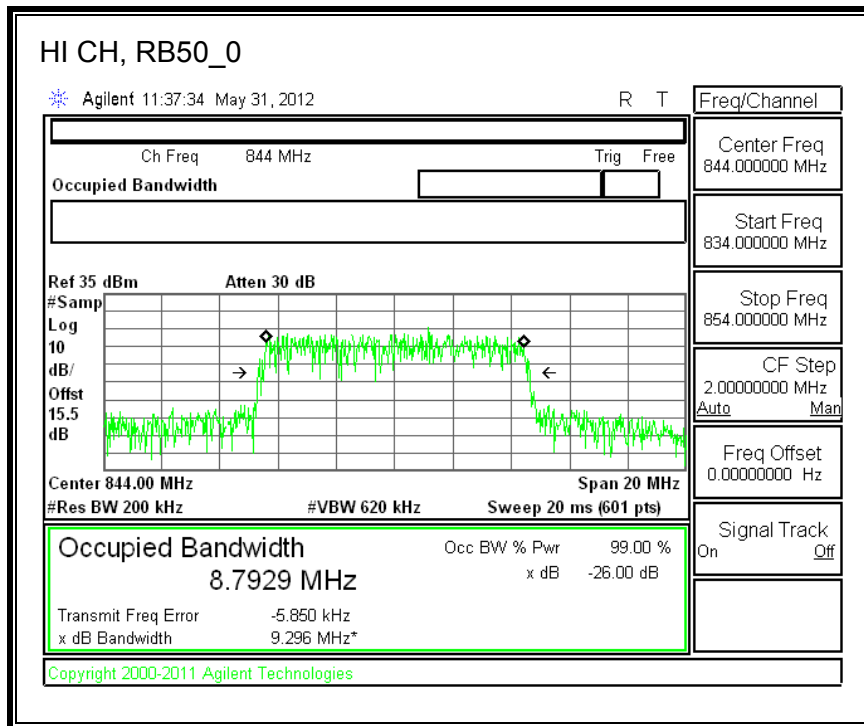 HI CH, RB50_0
Agilent 11:37:34 May 31, 2012 R T
Freq/Channel
Ch Freq 844 MHz Trig Free
Occupied Bandwidth
Center Freq
844.000000 MHz
Start Freq
834.000000 MHz
Stop Freq
854.000000 MHz
CF Step
2.00000000 MHz
Auto Man
Freq Offset
0.00000000 Hz
Signal Track
On Off
Ref 35 dBm Atten 30 dB
#Samp
Log
10
dB/
Offst
15.5
dB
Center 844.00 MHz Span 20 MHz
#Res BW 200 kHz #VBW 620 kHz Sweep 20 ms (601 pts)
Occupied Bandwidth Occ BW % Pwr 99.00 %
8.7929 MHz x dB -26.00 dB
Transmit Freq Error -5.850 kHz
x dB Bandwidth 9.296 MHz*
Copyright 2000-2011 Agilent Technologies